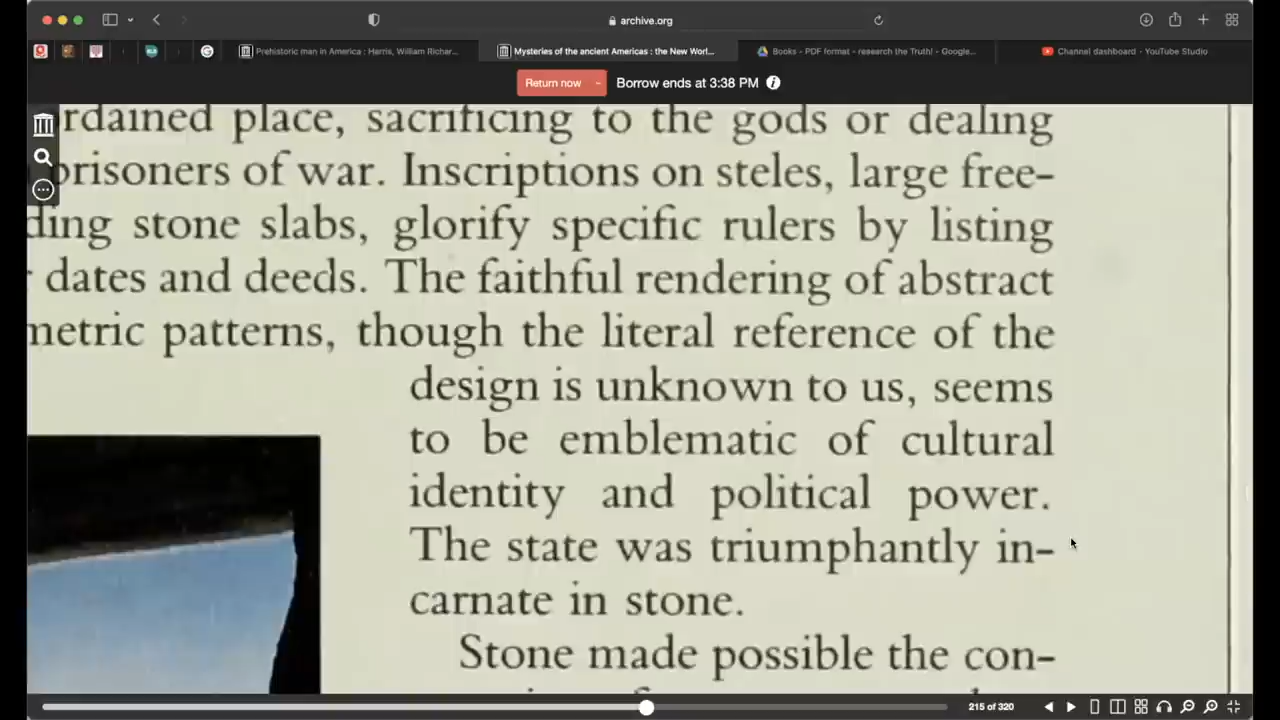 archive.org
Prehistoric man in America : Harris, William Richar...
Mysteries of the ancient Americas : the New Worl...
Books - PDF format - research the Truth! - Google...
Channel dashboard - YouTube Studio
Return now
Borrow ends at 3:38 PM
rdained place, sacrificing to the gods or dealing
prisoners of war. Inscriptions on steles, large free-
ding stone slabs, glorify specific rulers by listing
dates and deeds. The faithful rendering of abstract
metric patterns, though the literal reference of the
design is unknown to us, seems
to be emblematic of cultural
identity and political power.
The state was triumphantly in-
carnate in stone.
Stone made possible the con-
215 of 320